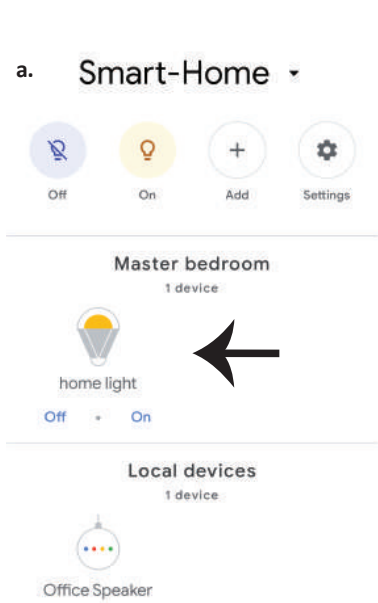 a. Smart-Home
Off On Add Settings
Master bedroom
1 device
home light
Off • On
Local devices
1 device
Office Speaker